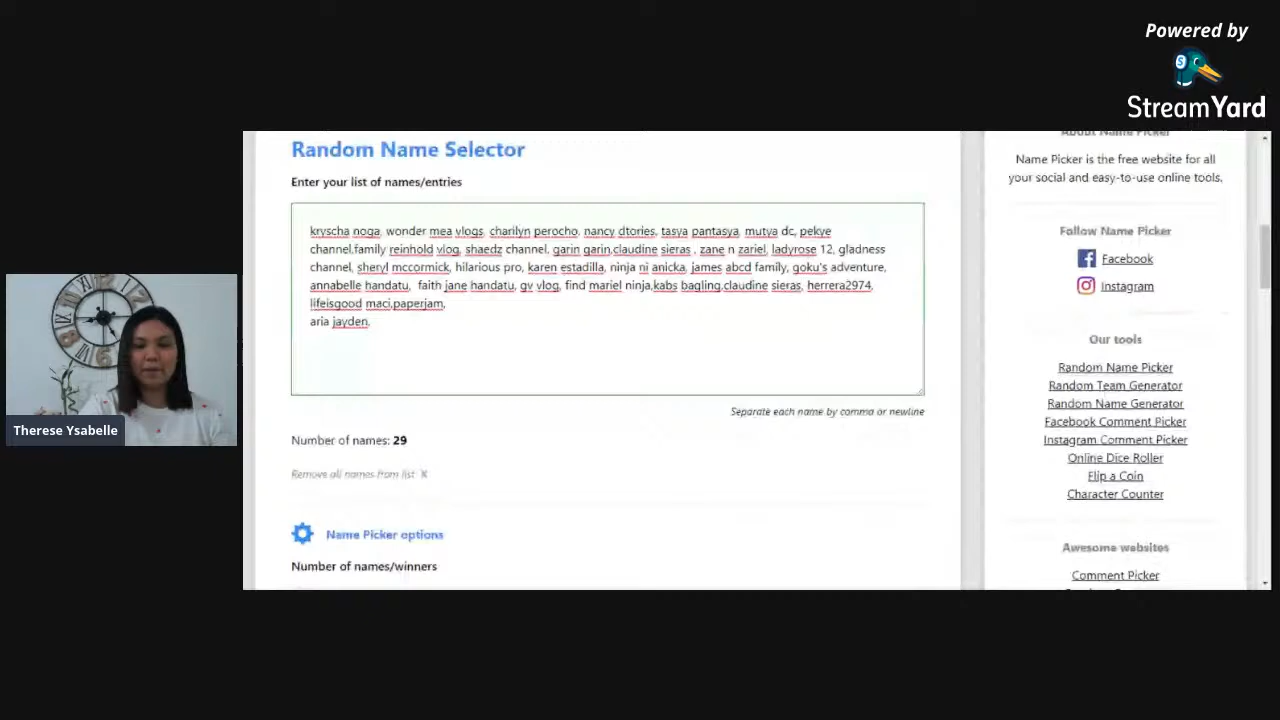 Powered by
StreamYard
Random Name Selector
Enter your list of names/entries
kryscha noga, wonder mea vlogs, charilyn perocho, nancy dtories, tasya pantasya, mutya dc, pekye
channel,family reinhold vlog, shaedz channel, garin garin,claudine sieras , zane n zariel, ladyrose 12, gladness
channel, sheryl mccormick, hilarious pro, karen estadilla, ninja ni anicka, james abcd family, goku's adventure,
annabelle handatu,  faith jane handatu, gv vlog, find mariel ninja,kabs bagling,claudine sieras, herrera2974,
lifeisgood maci,paperjam,
aria jayden,
Separate each name by comma or newline
Number of names: 29
Remove all names from list X
Name Picker options
Number of names/winners
About Name Picker
Name Picker is the free website for all
your social and easy-to-use online tools.
Follow Name Picker
Facebook
Instagram
Our tools
Random Name Picker
Random Team Generator
Random Name Generator
Facebook Comment Picker
Instagram Comment Picker
Online Dice Roller
Flip a Coin
Character Counter
Awesome websites
Comment Picker
Therese Ysabelle